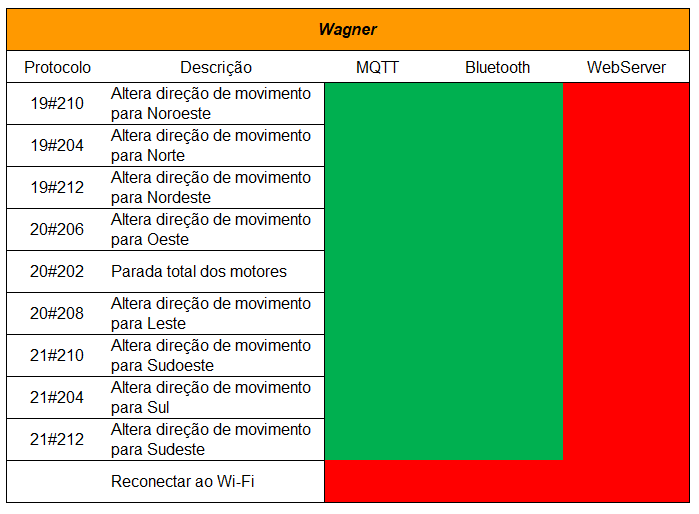 Wagner
Protocolo Descrição MQTT Bluetooth WebServer
19#210 Altera direção de movimento
para Noroeste
19#204 Altera direção de movimento
para Norte
19#212 Altera direção de movimento
para Nordeste
20#206 Altera direção de movimento
para Oeste
20#202 Parada total dos motores
20#208 Altera direção de movimento
para Leste
21#210 Altera direção de movimento
para Sudoeste
21#204 Altera direção de movimento
para Sul
21#212 Altera direção de movimento
para Sudeste
Reconectar ao Wi-Fi